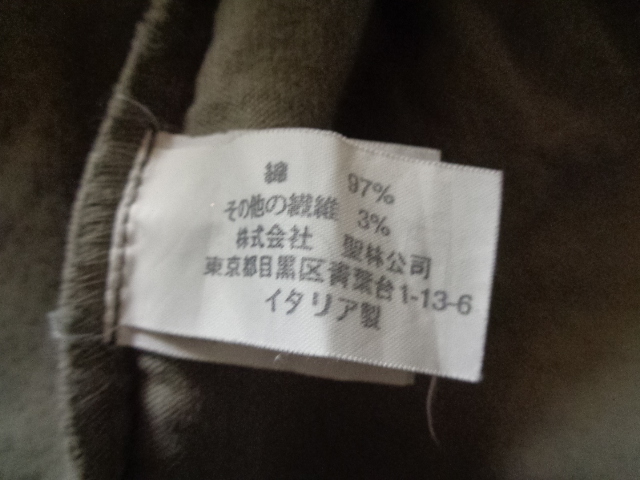 綿 97%
その他の繊維 3%
株式会社 聖林公司
東京都目黒区青葉台1-13-6
イタリア製